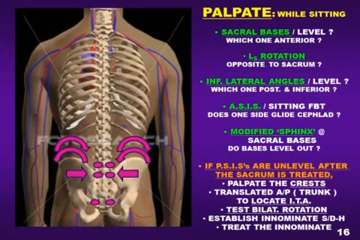 PALPATE: WHILE SITTING
• SACRAL BASES / LEVEL ?
WHICH ONE ANTERIOR ?
• L5 ROTATION
OPPOSITE TO SACRUM ?
• INF. LATERAL ANGLES / LEVEL ?
WHICH ONE POST. & INFERIOR ?
• A.S.I.S. / SITTING FBT
DOES ONE SIDE GLIDE CEPHLAD ?
• MODIFIED 'SPHINX' @
SACRAL BASES
DO BASES LEVEL OUT ?
• IF P.S.I.S's ARE UNLEVEL AFTER
THE SACRUM IS TREATED,
• PALPATE THE CRESTS
• TRANSLATED A/P ( TRUNK )
TO LOCATE I.T.A.
• TEST BILAT. ROTATION
• ESTABLISH INNOMINATE S/D-H
• TREAT THE INNOMINATE
16